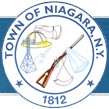 TOWN OF NIAGARA, N.Y.
1812